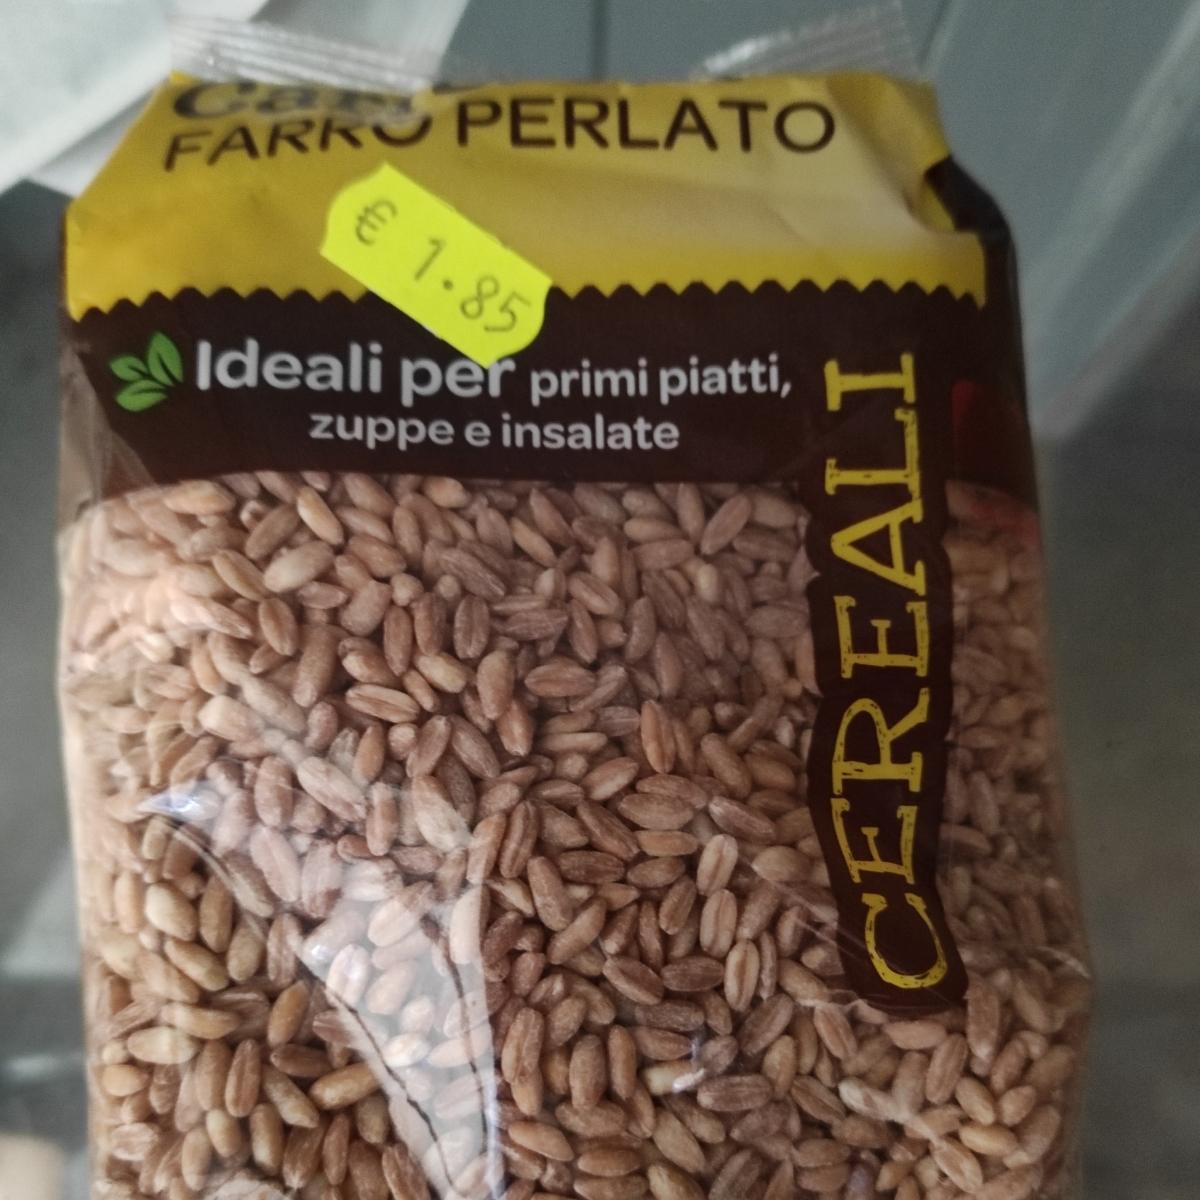 FARRO PERLATO
€ 1.85
Ideali per primi piatti,
zuppe e insalate
CEREALI